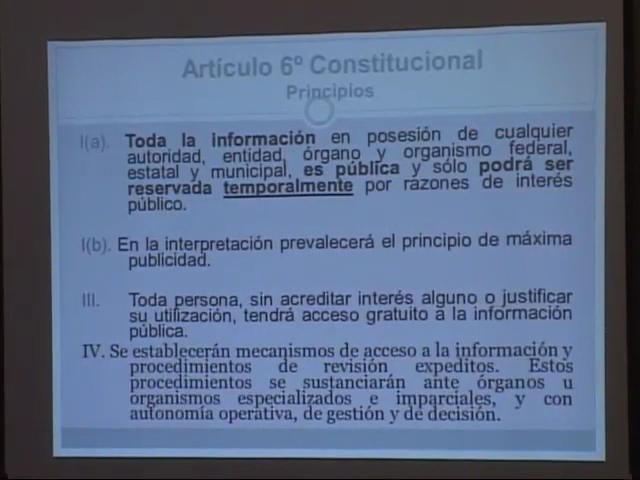 Artículo 6º Constitucional
Principios
I(a). Toda la información en posesión de cualquier
autoridad, entidad, órgano y organismo federal,
estatal y municipal, es pública y sólo podrá ser
reservada temporalmente por razones de interés
público.
I(b). En la interpretación prevalecerá el principio de máxima
publicidad.
III. Toda persona, sin acreditar interés alguno o justificar
su utilización, tendrá acceso gratuito a la información
pública.
IV. Se establecerán mecanismos de acceso a la información y
procedimientos de revisión expeditos. Estos
procedimientos se sustanciarán ante órganos u
organismos especializados e imparciales, y con
autonomía operativa, de gestión y de decisión.